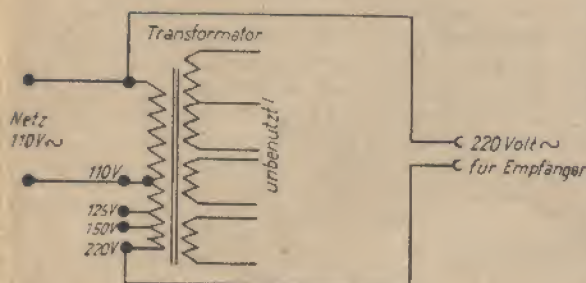 Transformator
Netz
110V~
unbenutzt!
110V
125V
150V
220V
220 Volt~
für Empfänger